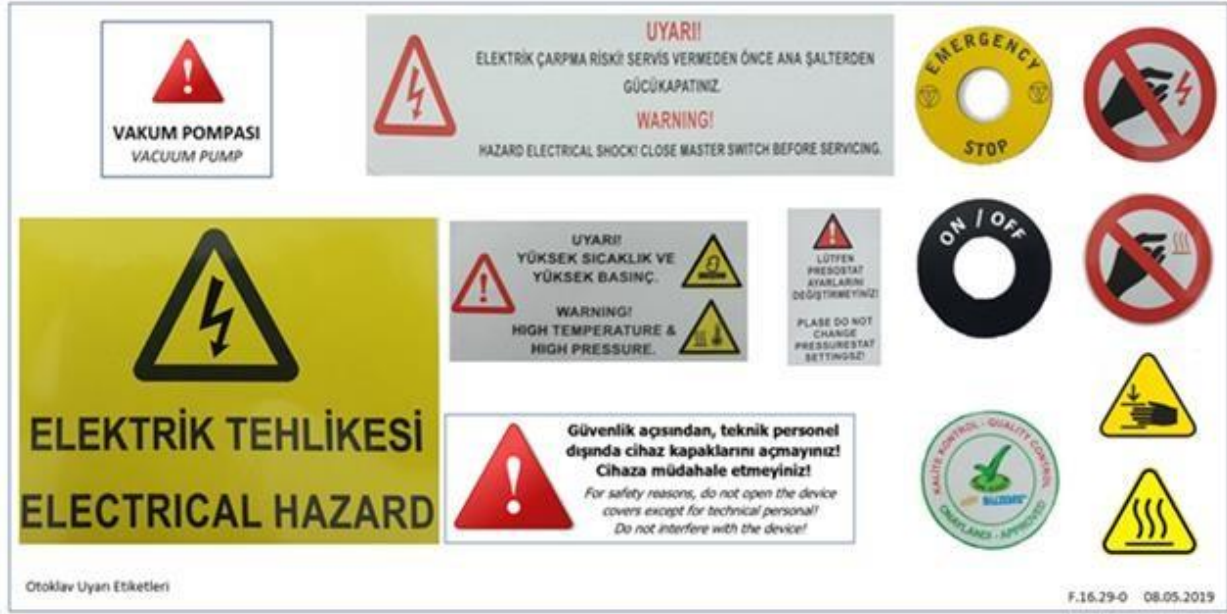 VAKUM POMPASI
VACUUM PUMP
UYARI!
ELEKTRİK ÇARPMA RİSKİ! SERVİS VERMEDEN ÖNCE ANA ŞALTERDEN
GÜCÜKAPATINIZ.
WARNING!
HAZARD ELECTRICAL SHOCK! CLOSE MASTER SWITCH BEFORE SERVICING.
EMERGENCY
STOP
ELEKTRİK TEHLİKESİ
ELECTRICAL HAZARD
UYARI!
YÜKSEK SICAKLIK VE
YÜKSEK BASINÇ.
WARNING!
HIGH TEMPERATURE &
HIGH PRESSURE.
LÜTFEN
PRESOSTAT
AYARLARINI
DEĞİŞTİRMEYİNİZ!
PLASE DO NOT
CHANGE
PRESSURESTAT
SETTINGSZ!
ON / OFF
Güvenlik açısından, teknik personel
dışında cihaz kapaklarını açmayınız!
Cihaza müdahale etmeyiniz!
For safety reasons, do not open the device
covers except for technical personal!
Do not interfere with the device!
KALİTE KONTROL - QUALITY CONTROL
ONAYLANDI - APPROVED
Otoklav Uyarı Etiketleri
F.16.29-0 08.05.2019